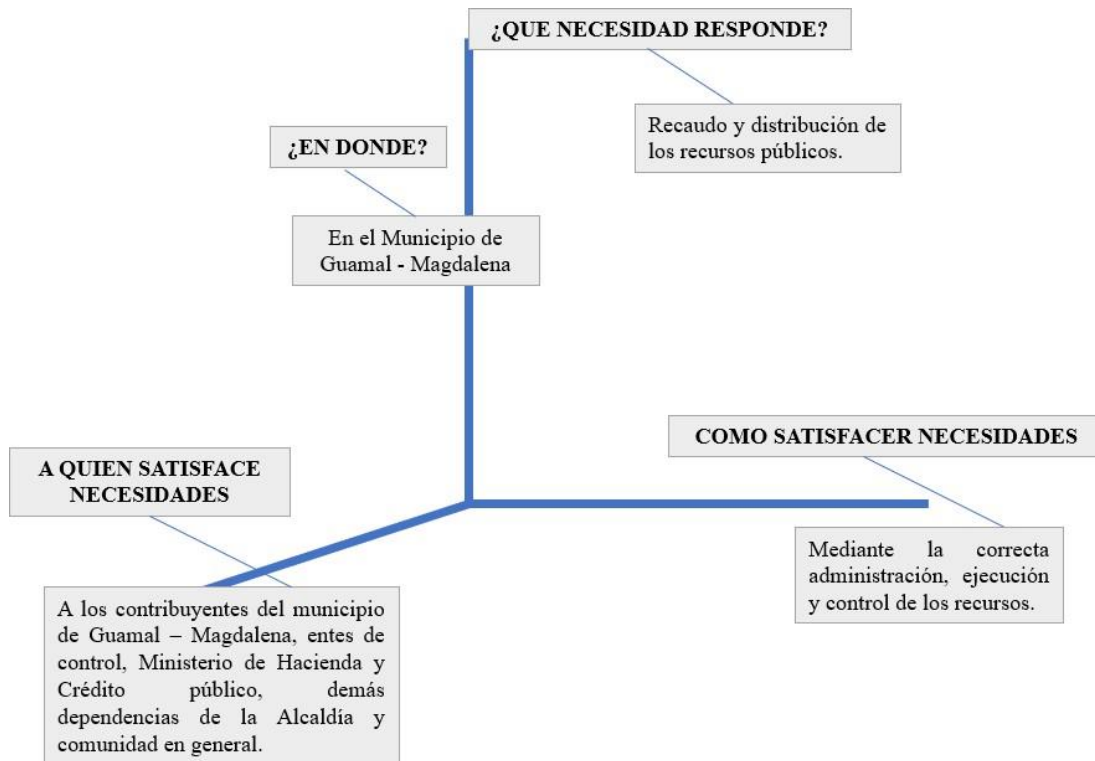 ¿QUE NECESIDAD RESPONDE?
Recaudo y distribución de
los recursos públicos.
¿EN DONDE?
En el Municipio de
Guamal - Magdalena
COMO SATISFACER NECESIDADES
Mediante la correcta
administración, ejecución
y control de los recursos.
A QUIEN SATISFACE
NECESIDADES
A los contribuyentes del municipio
de Guamal – Magdalena, entes de
control, Ministerio de Hacienda y
Crédito público, demás
dependencias de la Alcaldía y
comunidad en general.